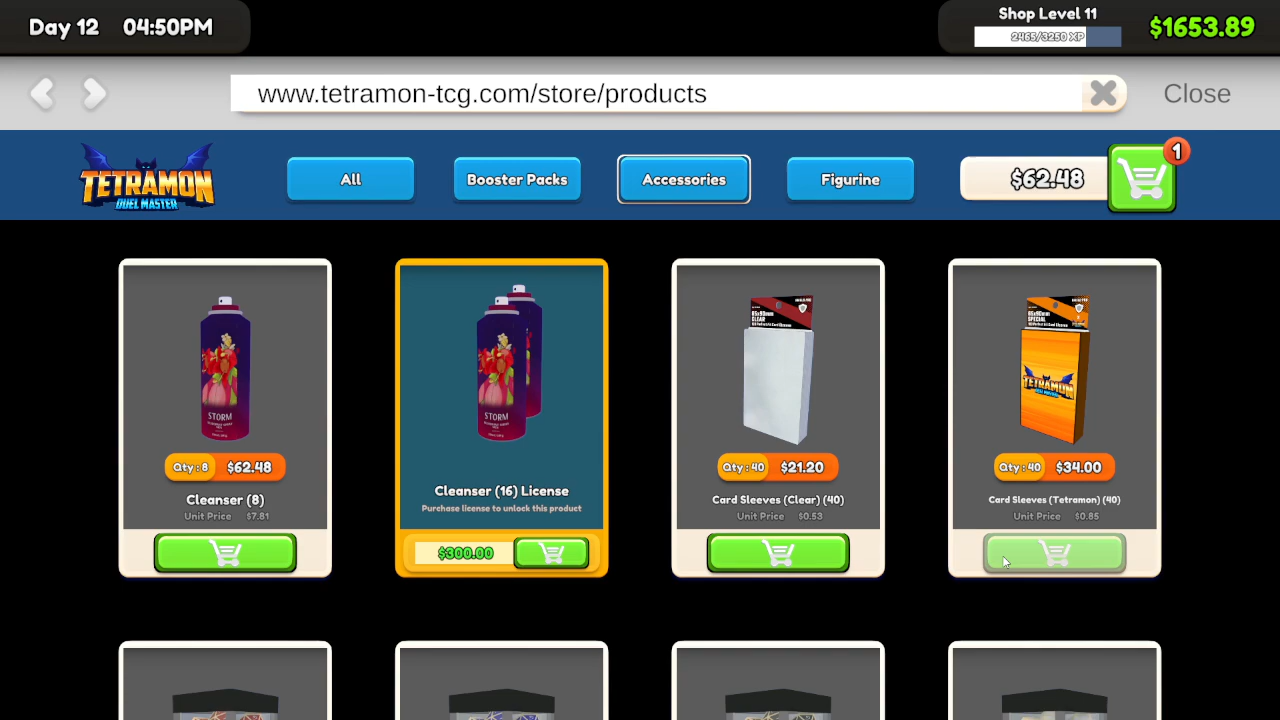 Day 12 04:50PM
Shop Level 11
2465/3250 XP
$1653.89
www.tetramon-tcg.com/store/products
Close
TETRAMON
DUEL MASTER
All
Booster Packs
Accessories
Figurine
$62.48
1
STORM
STORM
65x90mm
CLEAR
65x90mm
SPECIAL
TETRAMON
Qty : 8 $62.48
Cleanser (8)
Unit Price $7.81
Cleanser (16) License
Purchase license to unlock this product
$300.00
Qty : 40 $21.20
Card Sleeves (Clear) (40)
Unit Price $0.53
Qty : 40 $34.00
Card Sleeves (Tetramon) (40)
Unit Price $0.85